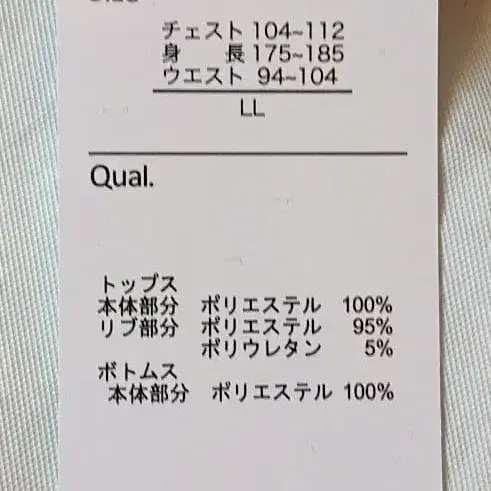 チェスト 104~112
身　　長 175~185
ウエスト 94~104
LL
Qual.
トップス
本体部分 ポリエステル 100%
リブ部分 ポリエステル 95%
ポリウレタン 5%
ボトムス
本体部分 ポリエステル 100%